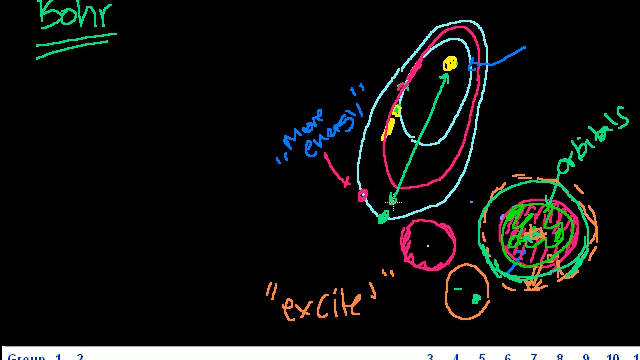 Bohr
"More
energy"
orbitals
"excite"
Group 1 2 3 4 5 6 7 8 9 10 1